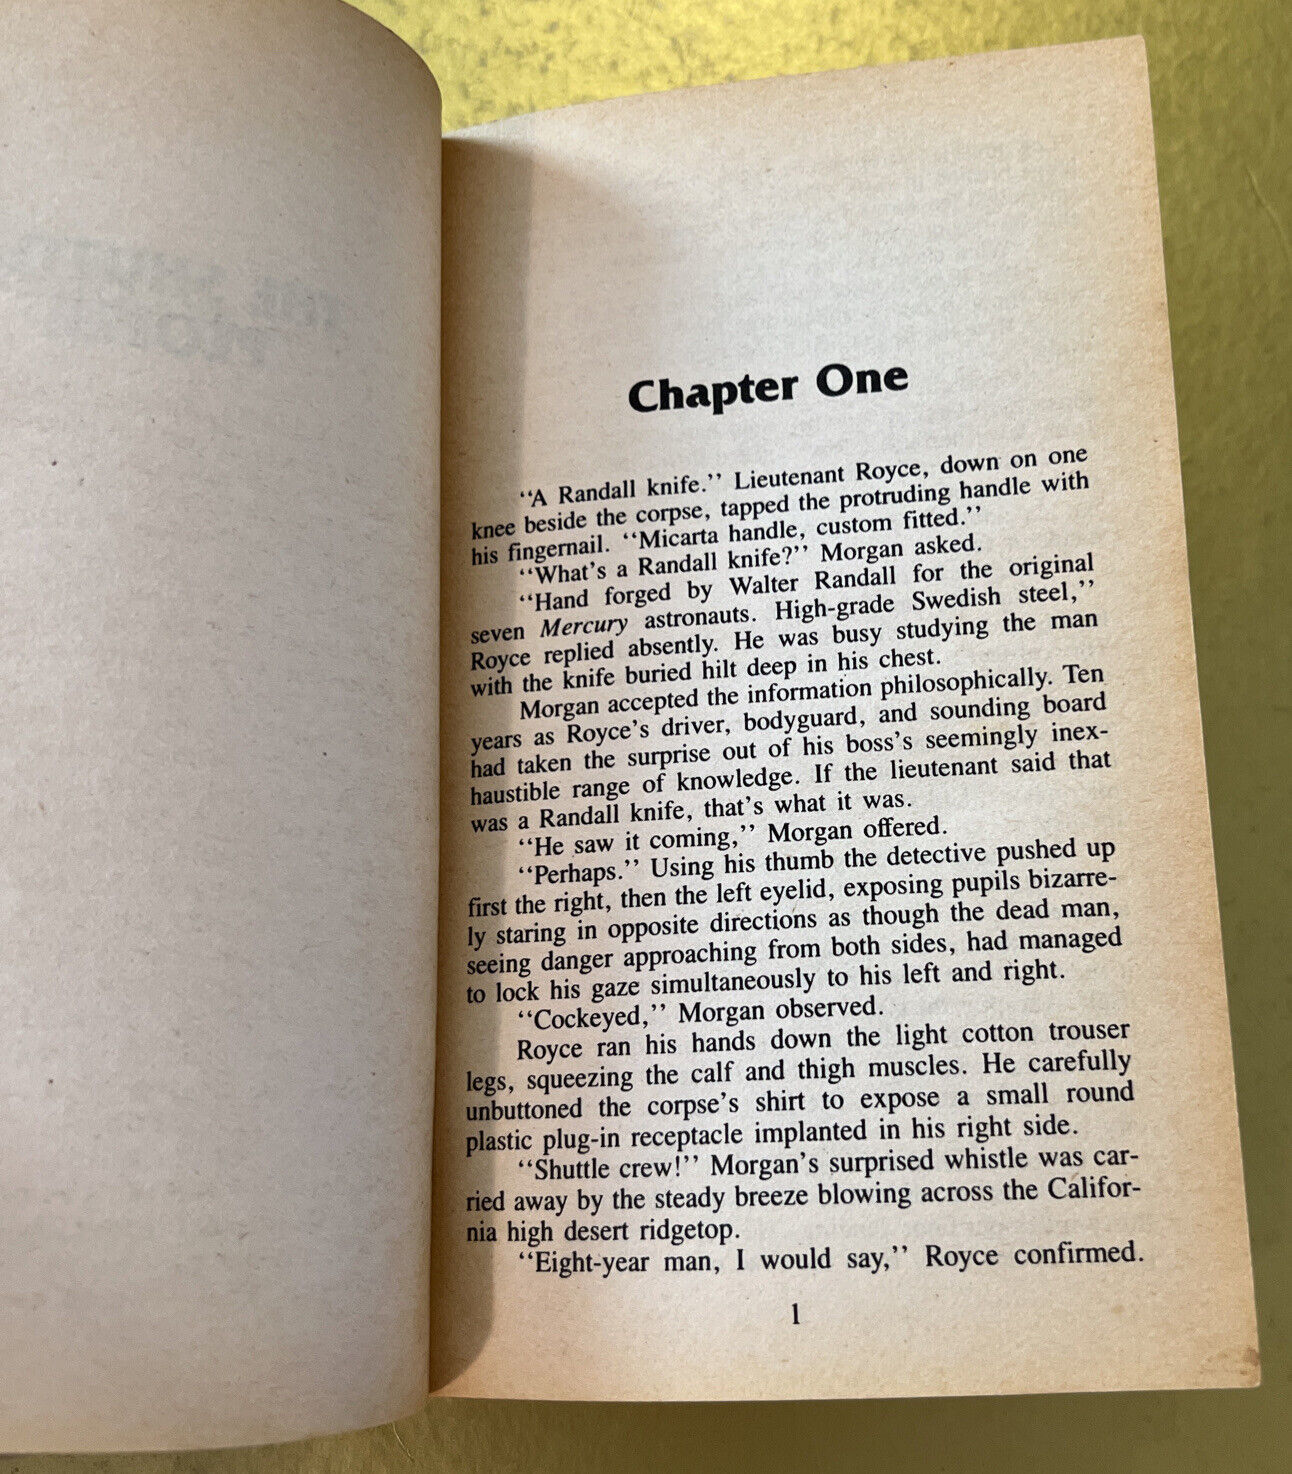 Chapter One
‘‘A Randall knife.’’ Lieutenant Royce, down on one
knee beside the corpse, tapped the protruding handle with
his fingernail. ‘‘Micarta handle, custom fitted.’’
‘‘What's a Randall knife?’’ Morgan asked.
‘‘Hand forged by Walter Randall for the original
seven Mercury astronauts. High-grade Swedish steel,’’
Royce replied absently. He was busy studying the man
with the knife buried hilt deep in his chest.
Morgan accepted the information philosophically. Ten
years as Royce's driver, bodyguard, and sounding board
had taken the surprise out of his boss's seemingly inex-
haustible range of knowledge. If the lieutenant said that
was a Randall knife, that's what it was.
‘‘He saw it coming,’’ Morgan offered.
‘‘Perhaps.’’ Using his thumb the detective pushed up
first the right, then the left eyelid, exposing pupils bizarre-
ly staring in opposite directions as though the dead man,
seeing danger approaching from both sides, had managed
to lock his gaze simultaneously to his left and right.
‘‘Cockeyed,’’ Morgan observed.
Royce ran his hands down the light cotton trouser
legs, squeezing the calf and thigh muscles. He carefully
unbuttoned the corpse's shirt to expose a small round
plastic plug-in receptacle implanted in his right side.
‘‘Shuttle crew!’’ Morgan's surprised whistle was car-
ried away by the steady breeze blowing across the Califor-
nia high desert ridgetop.
‘‘Eight-year man, I would say,’’ Royce confirmed.
1